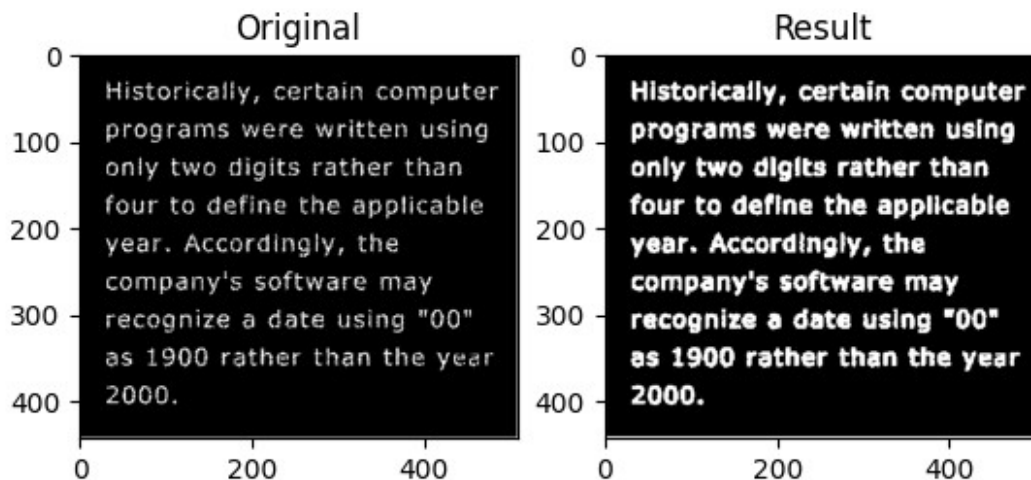 Original
0
100
200
300
400
Historically, certain computer
programs were written using
only two digits rather than
four to define the applicable
year. Accordingly, the
company's software may
recognize a date using "00"
as 1900 rather than the year
2000.
0 200 400
Result
0
100
200
300
400
Historically, certain computer
programs were written using
only two digits rather than
four to define the applicable
year. Accordingly, the
company's software may
recognize a date using "00"
as 1900 rather than the year
2000.
0 200 400